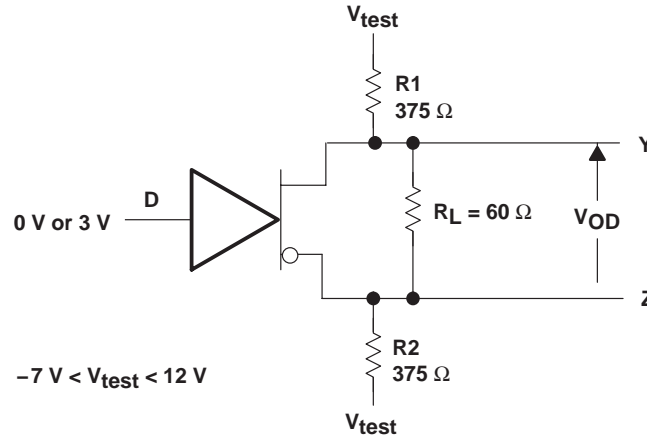 Vtest
R1
375 Ω
Y
D
0 V or 3 V
RL = 60 Ω
VOD
Z
R2
375 Ω
−7 V < Vtest < 12 V
Vtest